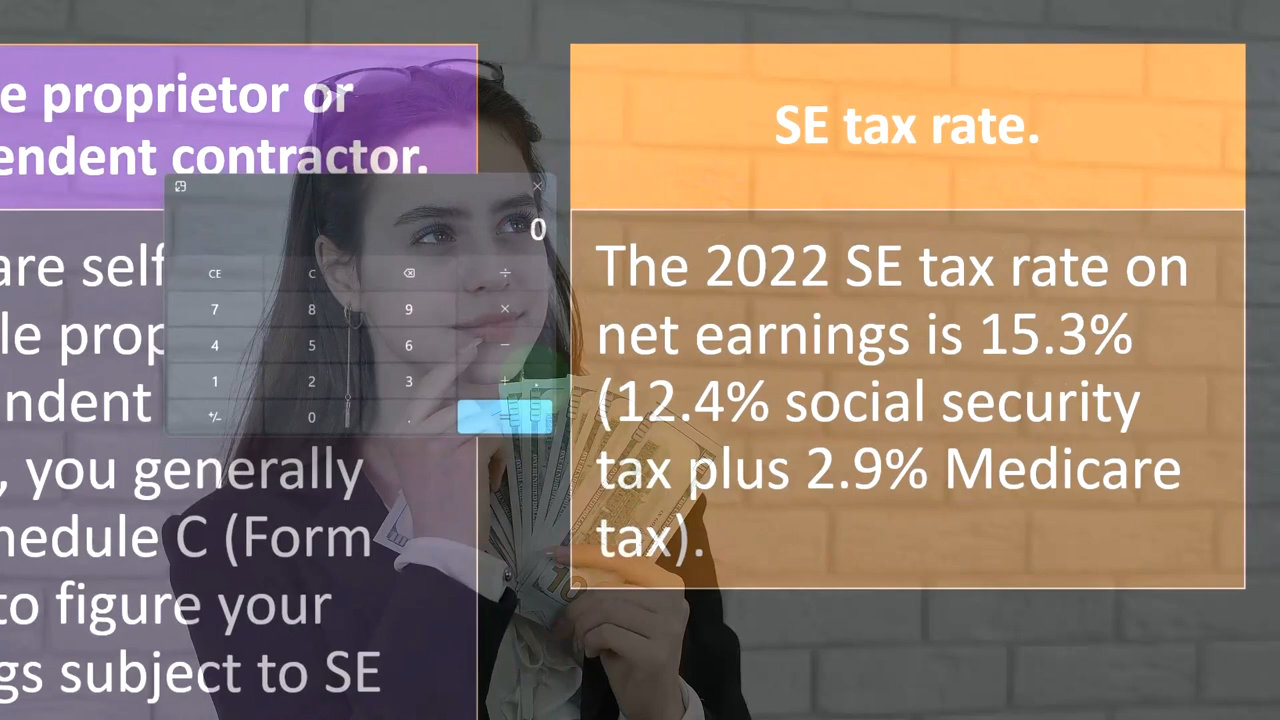 e proprietor or
endent contractor.
are self
le prop
ndent
, you generally
hedule C (Form
to figure your
gs subject to SE
SE tax rate.
The 2022 SE tax rate on
net earnings is 15.3%
(12.4% social security
tax plus 2.9% Medicare
tax).
0
CE C ⌫ ÷
7 8 9 ×
4 5 6 −
1 2 3 +
+/− 0 . =